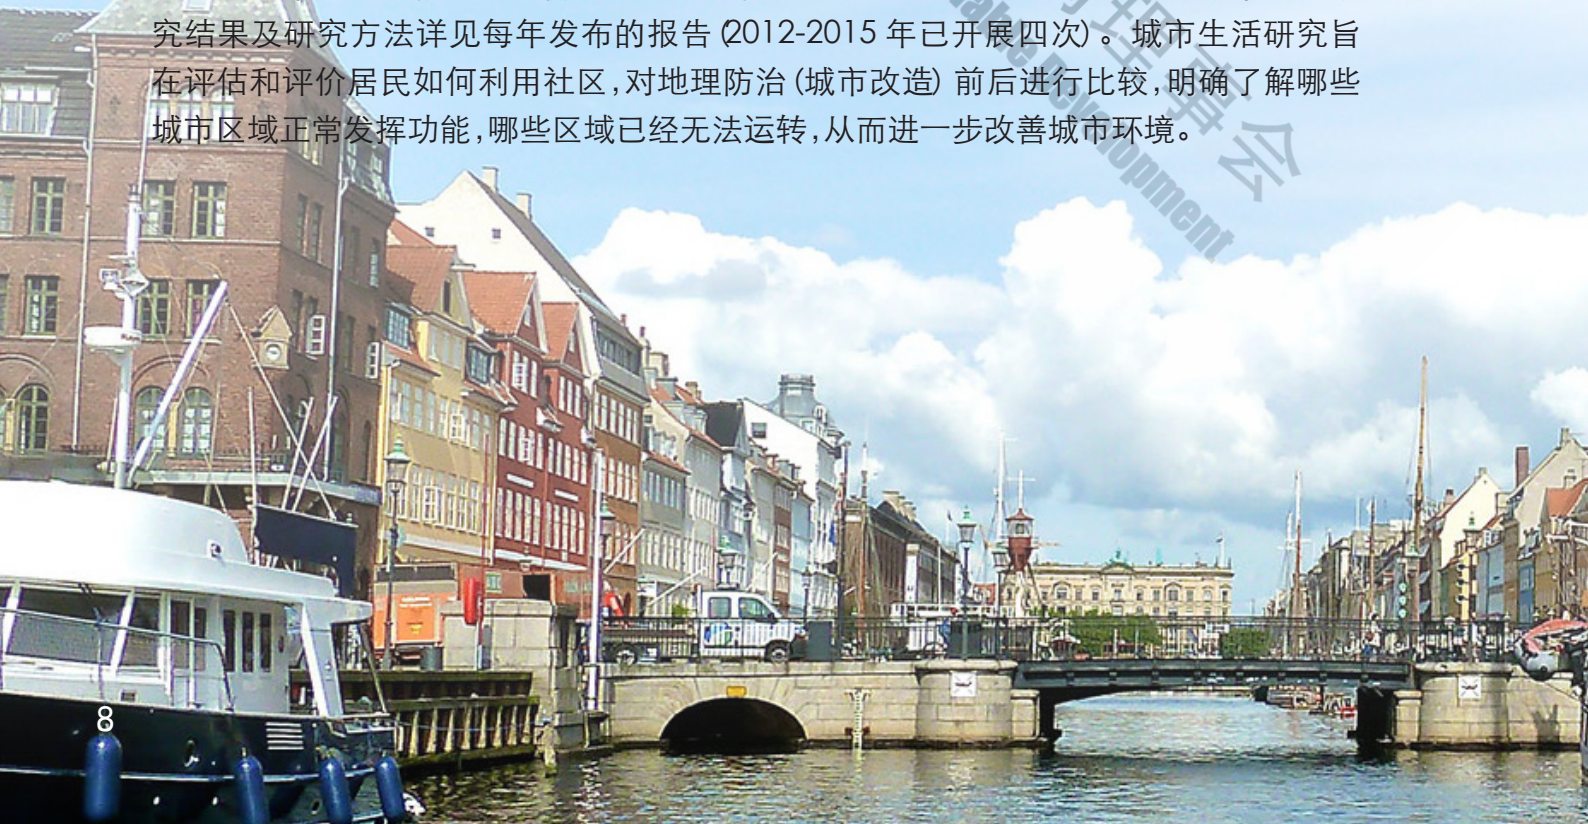 究结果及研究方法详见每年发布的报告(2012-2015 年已开展四次)。城市生活研究旨
在评估和评价居民如何利用社区,对地理防治(城市改造) 前后进行比较,明确了解哪些
城市区域正常发挥功能,哪些区域已经无法运转,从而进一步改善城市环境。
理事会
Development
8